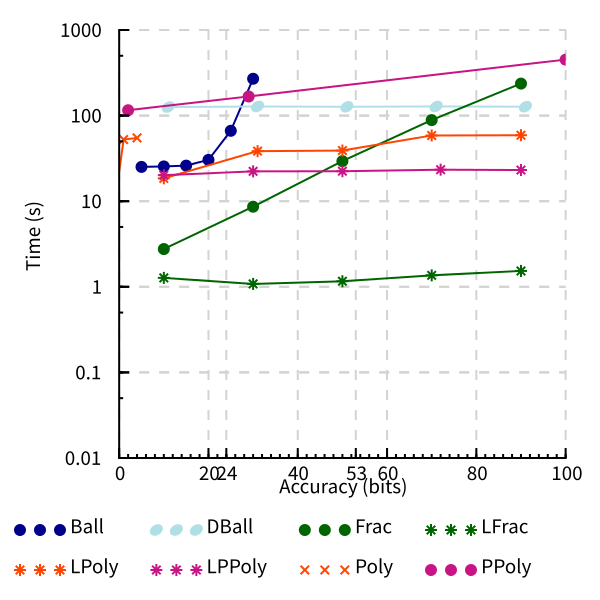 1000
100
10
1
0.1
0.01
Time (s)
0 20 24 40 53 60 80 100
Accuracy (bits)
Ball DBall Frac LFrac
LPoly LPPoly Poly PPoly